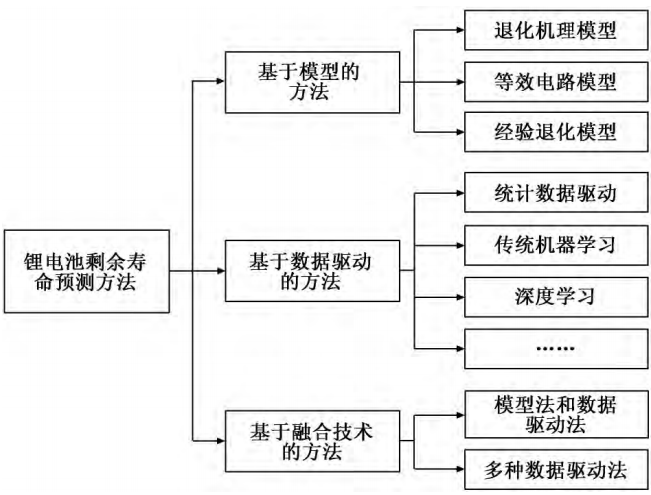 退化机理模型
基于模型的
方法
等效电路模型
经验退化模型
统计数据驱动
锂电池剩余寿
命预测方法
基于数据驱动
的方法
传统机器学习
深度学习
……
基于融合技术
的方法
模型法和数据
驱动法
多种数据驱动法